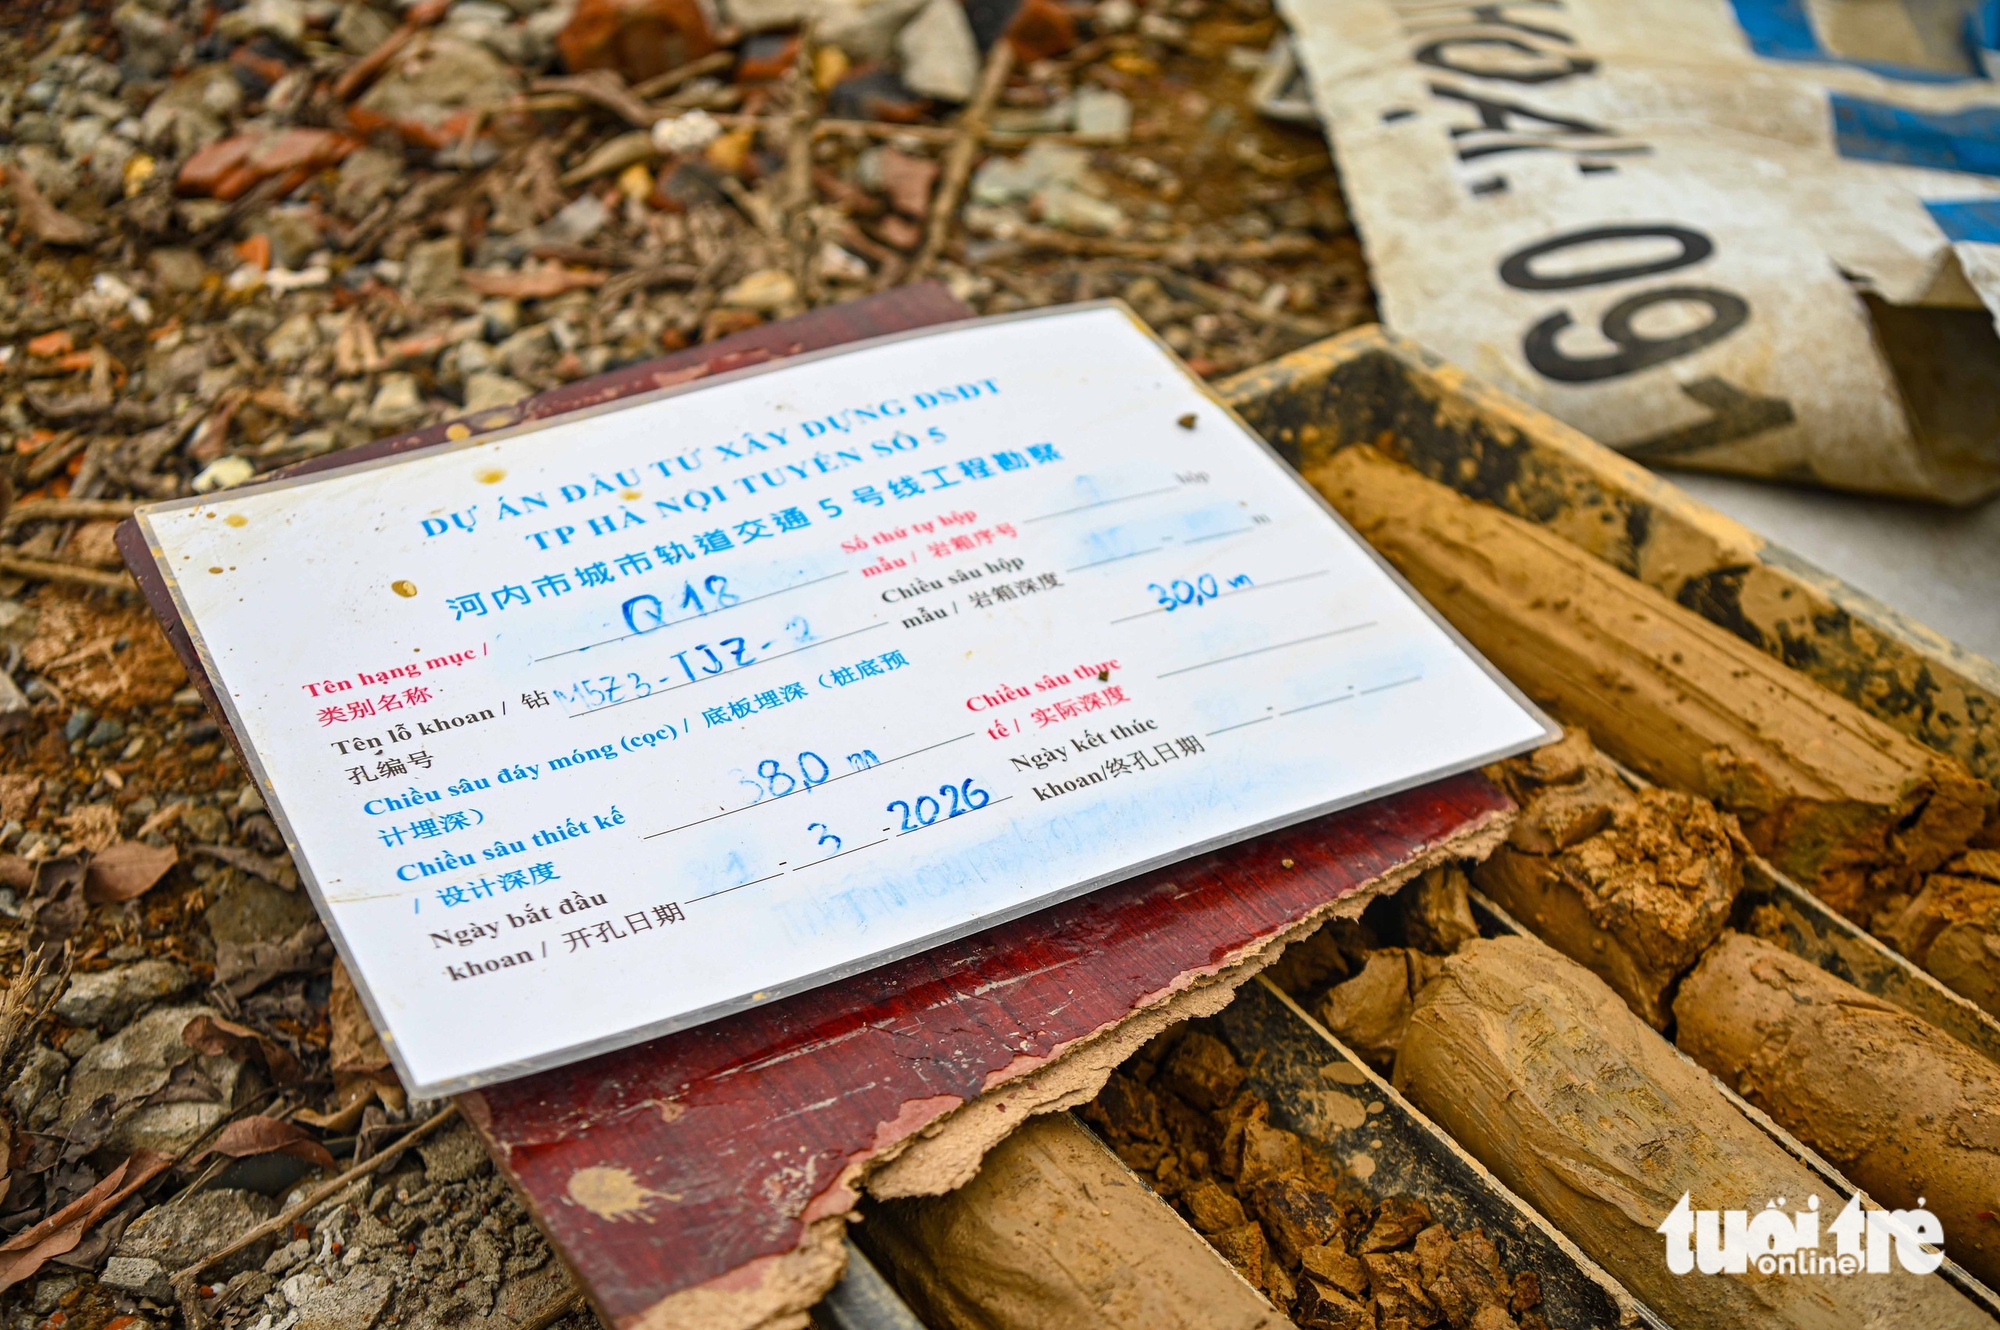 DỰ ÁN ĐẦU TƯ XÂY DỰNG ĐSĐT
TP HÀ NỘI TUYẾN SỐ 5
河内市城市轨道交通 5 号线工程勘察
Tên hạng mục /
类别名称
Q18
Số thứ tự hộp
mẫu / 岩箱序号
hộp
Tên lỗ khoan / 钻
孔编号
M15Z3-TJZ-2
Chiều sâu hộp
mẫu / 岩箱深度
m
Chiều sâu đáy móng (cọc) / 底板埋深（桩底预
计埋深）
30,0 m
Chiều sâu thiết kế
/ 设计深度
38,0 m
Chiều sâu thực
tế / 实际深度
Ngày bắt đầu
khoan / 开孔日期
- 3 - 2026
Ngày kết thúc
khoan/终孔日期
HOẠI: 091
tuổi trẻ
online